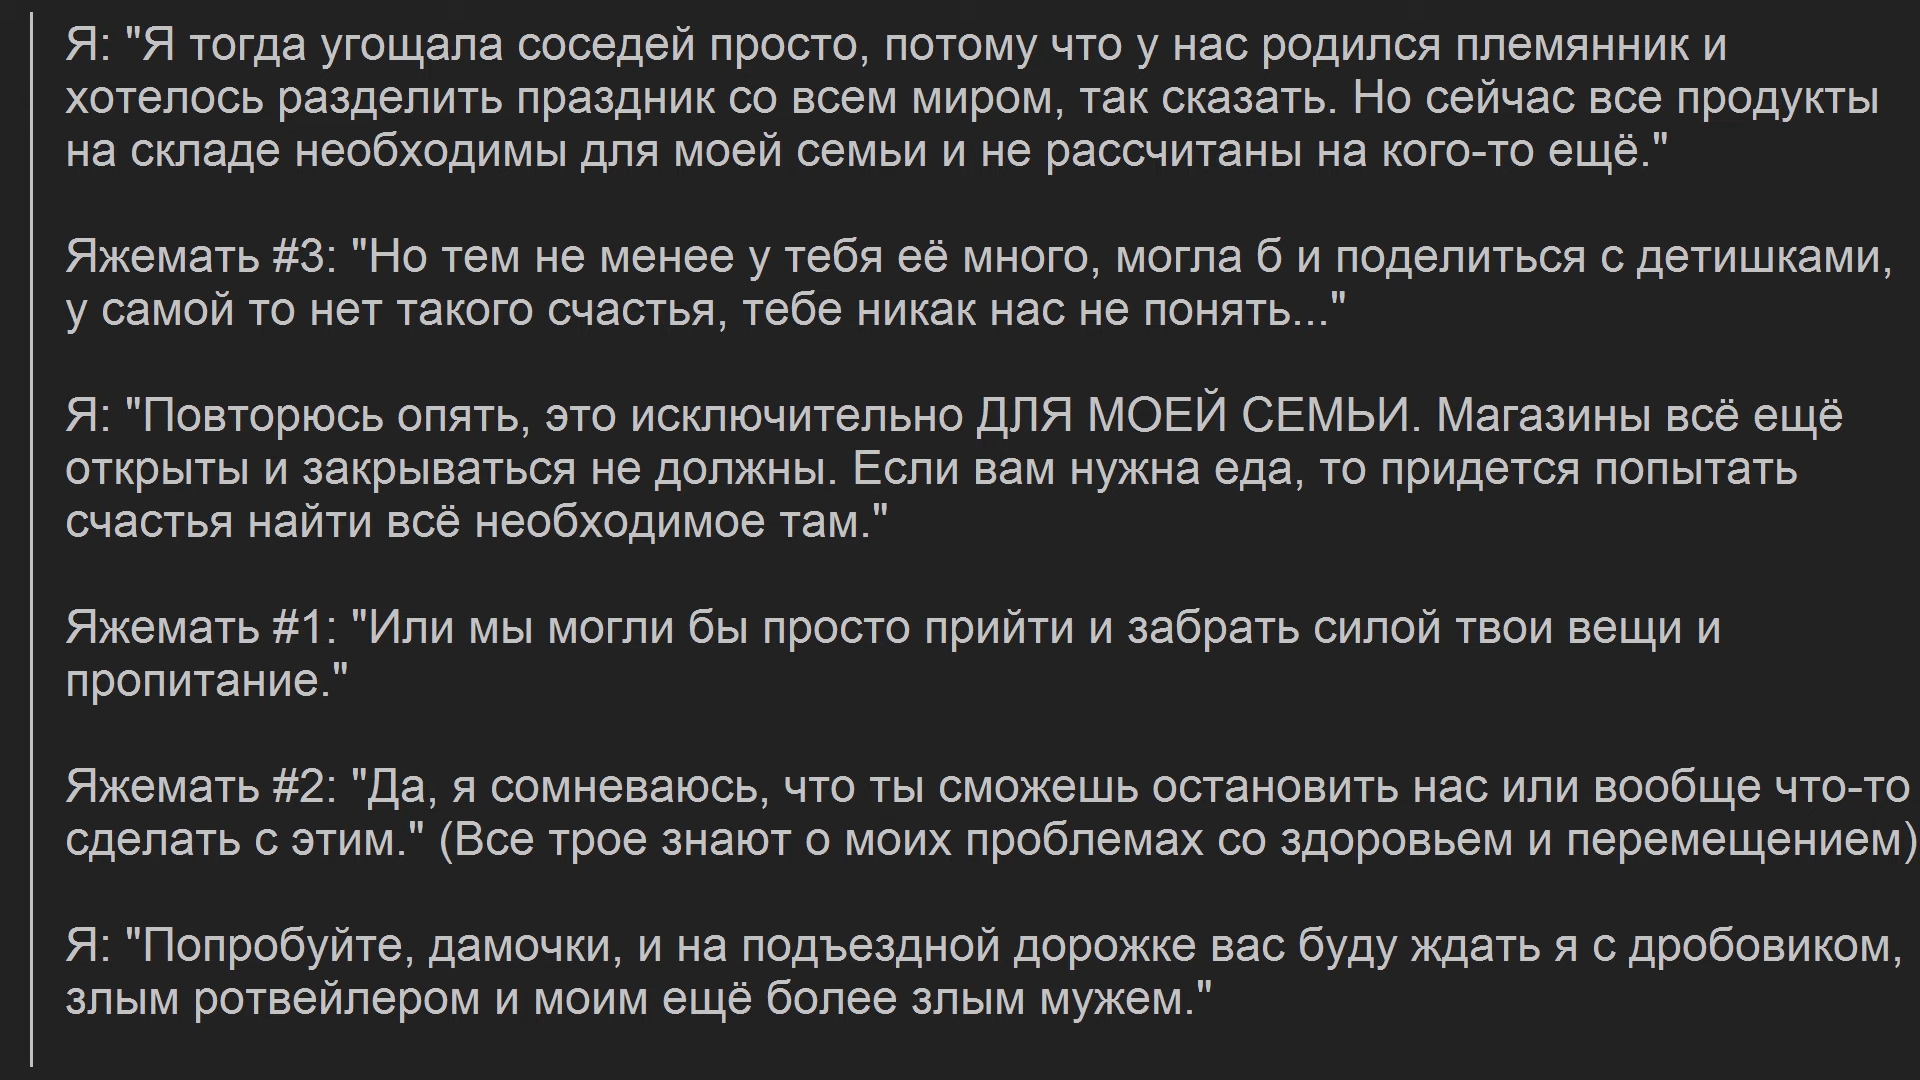 Я: "Я тогда угощала соседей просто, потому что у нас родился племянник и
хотелось разделить праздник со всем миром, так сказать. Но сейчас все продукты
на складе необходимы для моей семьи и не рассчитаны на кого-то ещё."
Яжемать #3: "Но тем не менее у тебя её много, могла б и поделиться с детишками,
у самой то нет такого счастья, тебе никак нас не понять..."
Я: "Повторюсь опять, это исключительно ДЛЯ МОЕЙ СЕМЬИ. Магазины всё ещё
открыты и закрываться не должны. Если вам нужна еда, то придется попытать
счастья найти всё необходимое там."
Яжемать #1: "Или мы могли бы просто прийти и забрать силой твои вещи и
пропитание."
Яжемать #2: "Да, я сомневаюсь, что ты сможешь остановить нас или вообще что-то
сделать с этим." (Все трое знают о моих проблемах со здоровьем и перемещением)
Я: "Попробуйте, дамочки, и на подъездной дорожке вас буду ждать я с дробовиком,
злым ротвейлером и моим ещё более злым мужем."